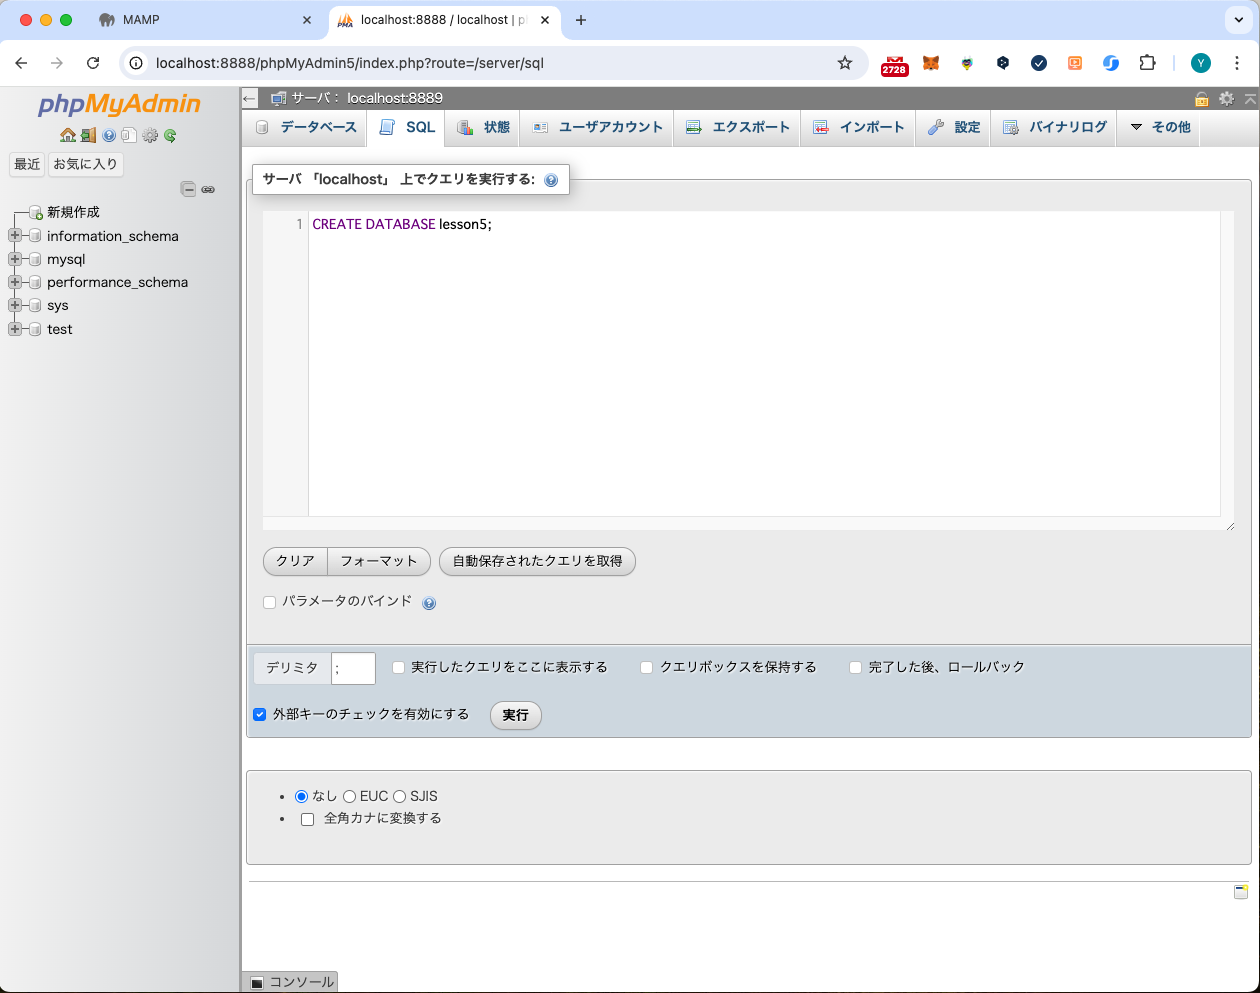 MAMP
localhost:8888 / localhost | p
localhost:8888/phpMyAdmin5/index.php?route=/server/sql
2728
Y
phpMyAdmin
最近 お気に入り
新規作成
information_schema
mysql
performance_schema
sys
test
サーバ： localhost:8889
データベース SQL 状態 ユーザアカウント エクスポート インポート 設定 バイナリログ その他
サーバ 「localhost」 上でクエリを実行する:
1 CREATE DATABASE lesson5;
クリア フォーマット 自動保存されたクエリを取得
パラメータのバインド
デリミタ ; 実行したクエリをここに表示する クエリボックスを保持する 完了した後、ロールバック
外部キーのチェックを有効にする 実行
なし EUC SJIS
全角カナに変換する
コンソール